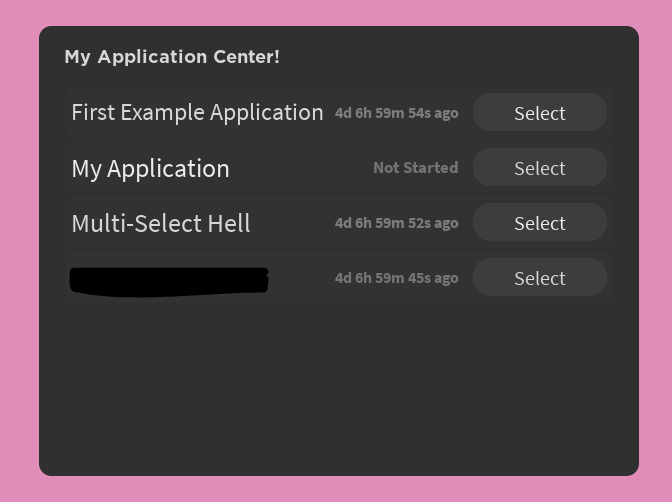 My Application Center!
First Example Application 4d 6h 59m 54s ago Select
My Application Not Started Select
Multi-Select Hell 4d 6h 59m 52s ago Select
4d 6h 59m 45s ago Select